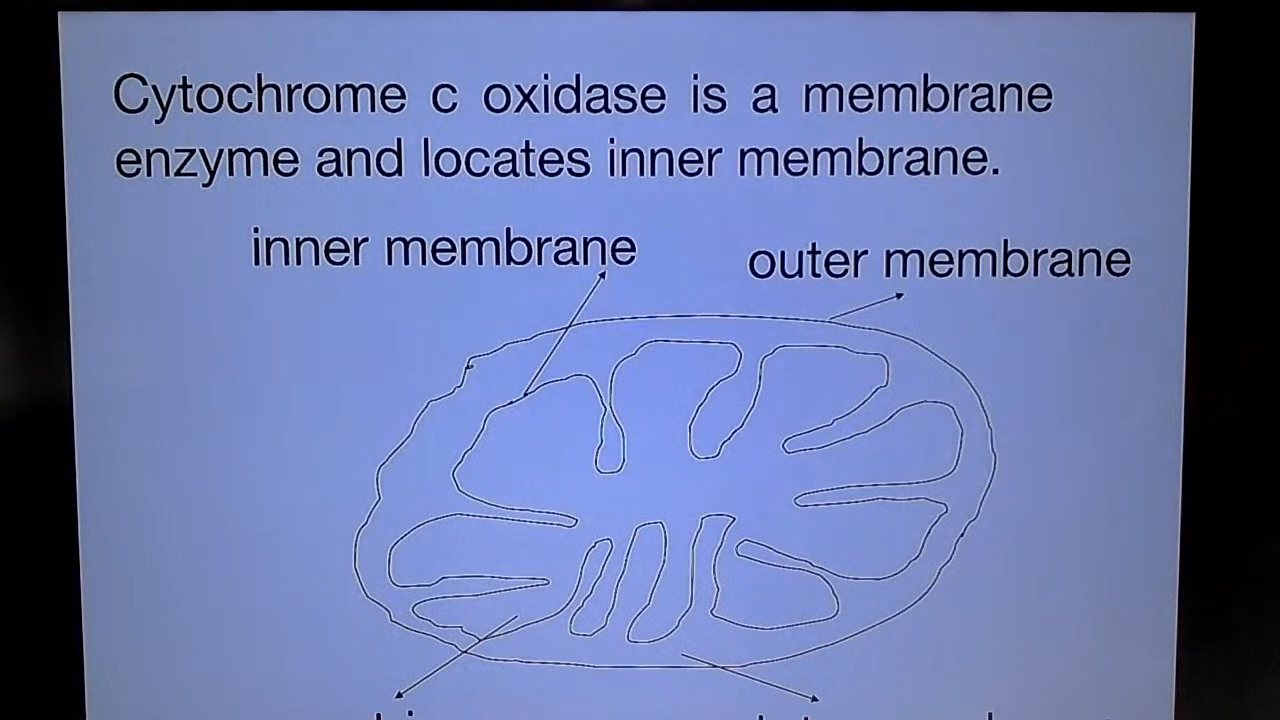 Cytochrome c oxidase is a membrane
enzyme and locates inner membrane.
inner membrane
outer membrane